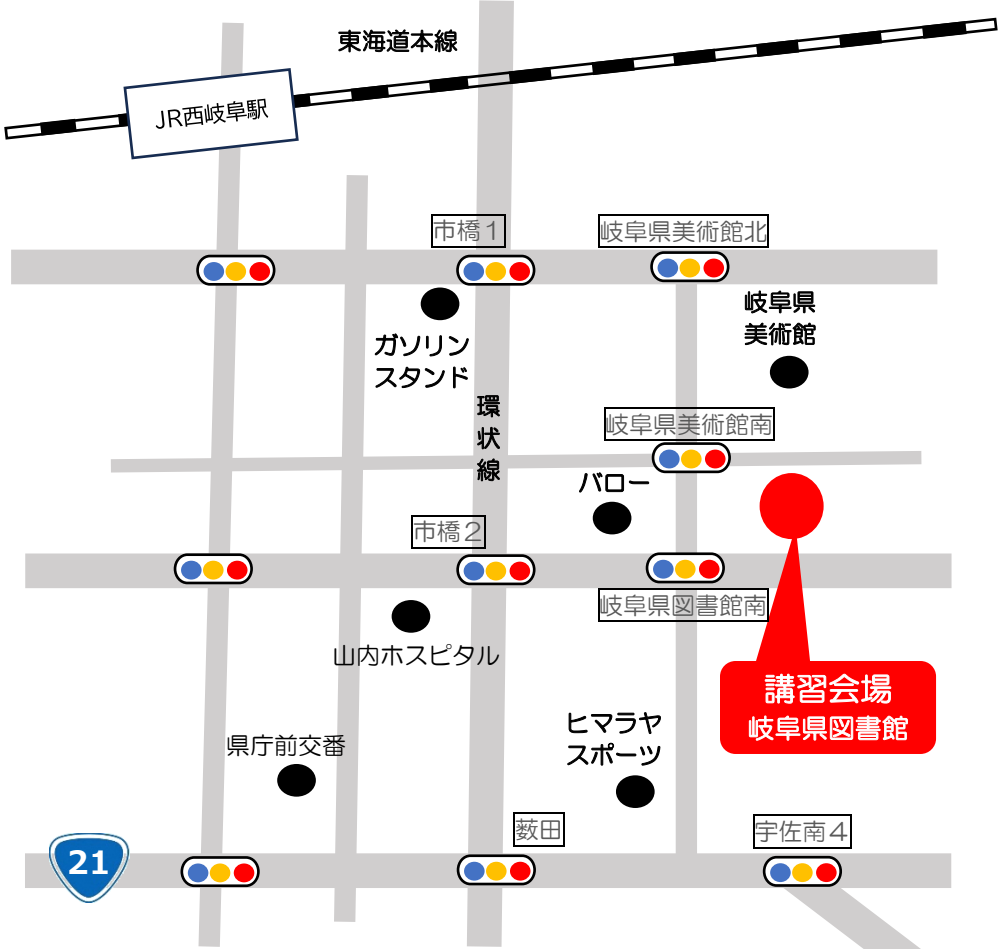 東海道本線
JR西岐阜駅
市橋１
岐阜県美術館北
岐阜県
美術館
ガソリン
スタンド
環
状
線
岐阜県美術館南
バロー
市橋２
岐阜県図書館南
山内ホスピタル
講習会場
岐阜県図書館
ヒマラヤ
スポーツ
県庁前交番
薮田
宇佐南４
21